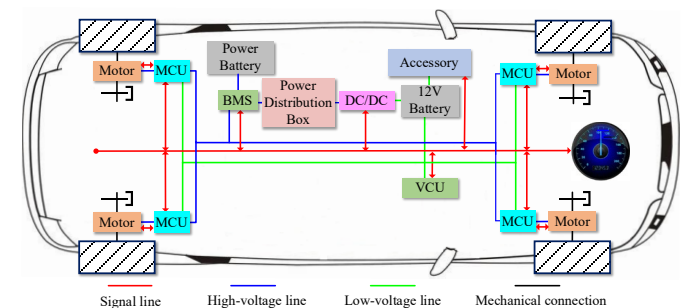 Power
Battery
Accessory
Motor
MCU
MCU
Motor
BMS
Power
Distribution
Box
DC/DC
12V
Battery
VCU
Motor
MCU
MCU
Motor
Signal line
High-voltage line
Low-voltage line
Mechanical connection